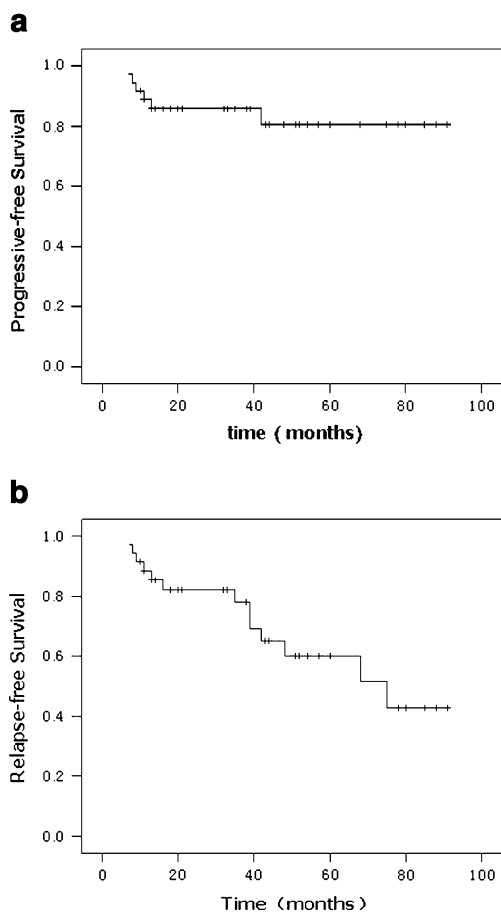 a
Progressive-free Survival
1.0
0.8
0.6
0.4
0.2
0.0
0 20 40 60 80 100
time (months)
b
Relapse-free Survival
1.0
0.8
0.6
0.4
0.2
0.0
0 20 40 60 80 100
Time (months)